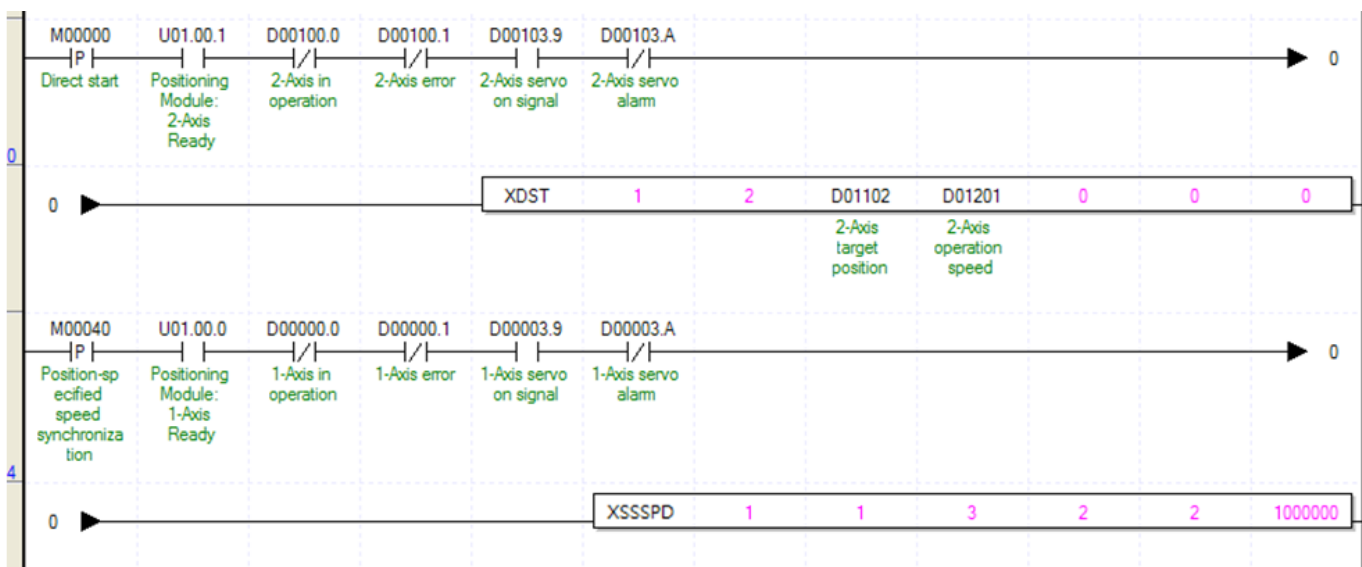 M00000 U01.00.1 D00100.0 D00100.1 D00103.9 D00103.A
P
0
Direct start Positioning 2-Axis in 2-Axis error 2-Axis servo 2-Axis servo
Module: operation on signal alarm
2-Axis
Ready
0
0 XDST 1 2 D01102 D01201 0 0 0
2-Axis 2-Axis
target operation
position speed
M00040 U01.00.0 D00000.0 D00000.1 D00003.9 D00003.A
P
0
Position-sp Positioning 1-Axis in 1-Axis error 1-Axis servo 1-Axis servo
ecified Module: operation on signal alarm
speed 1-Axis
synchroniza Ready
tion
4
0 XSSSPD 1 1 3 2 2 1000000